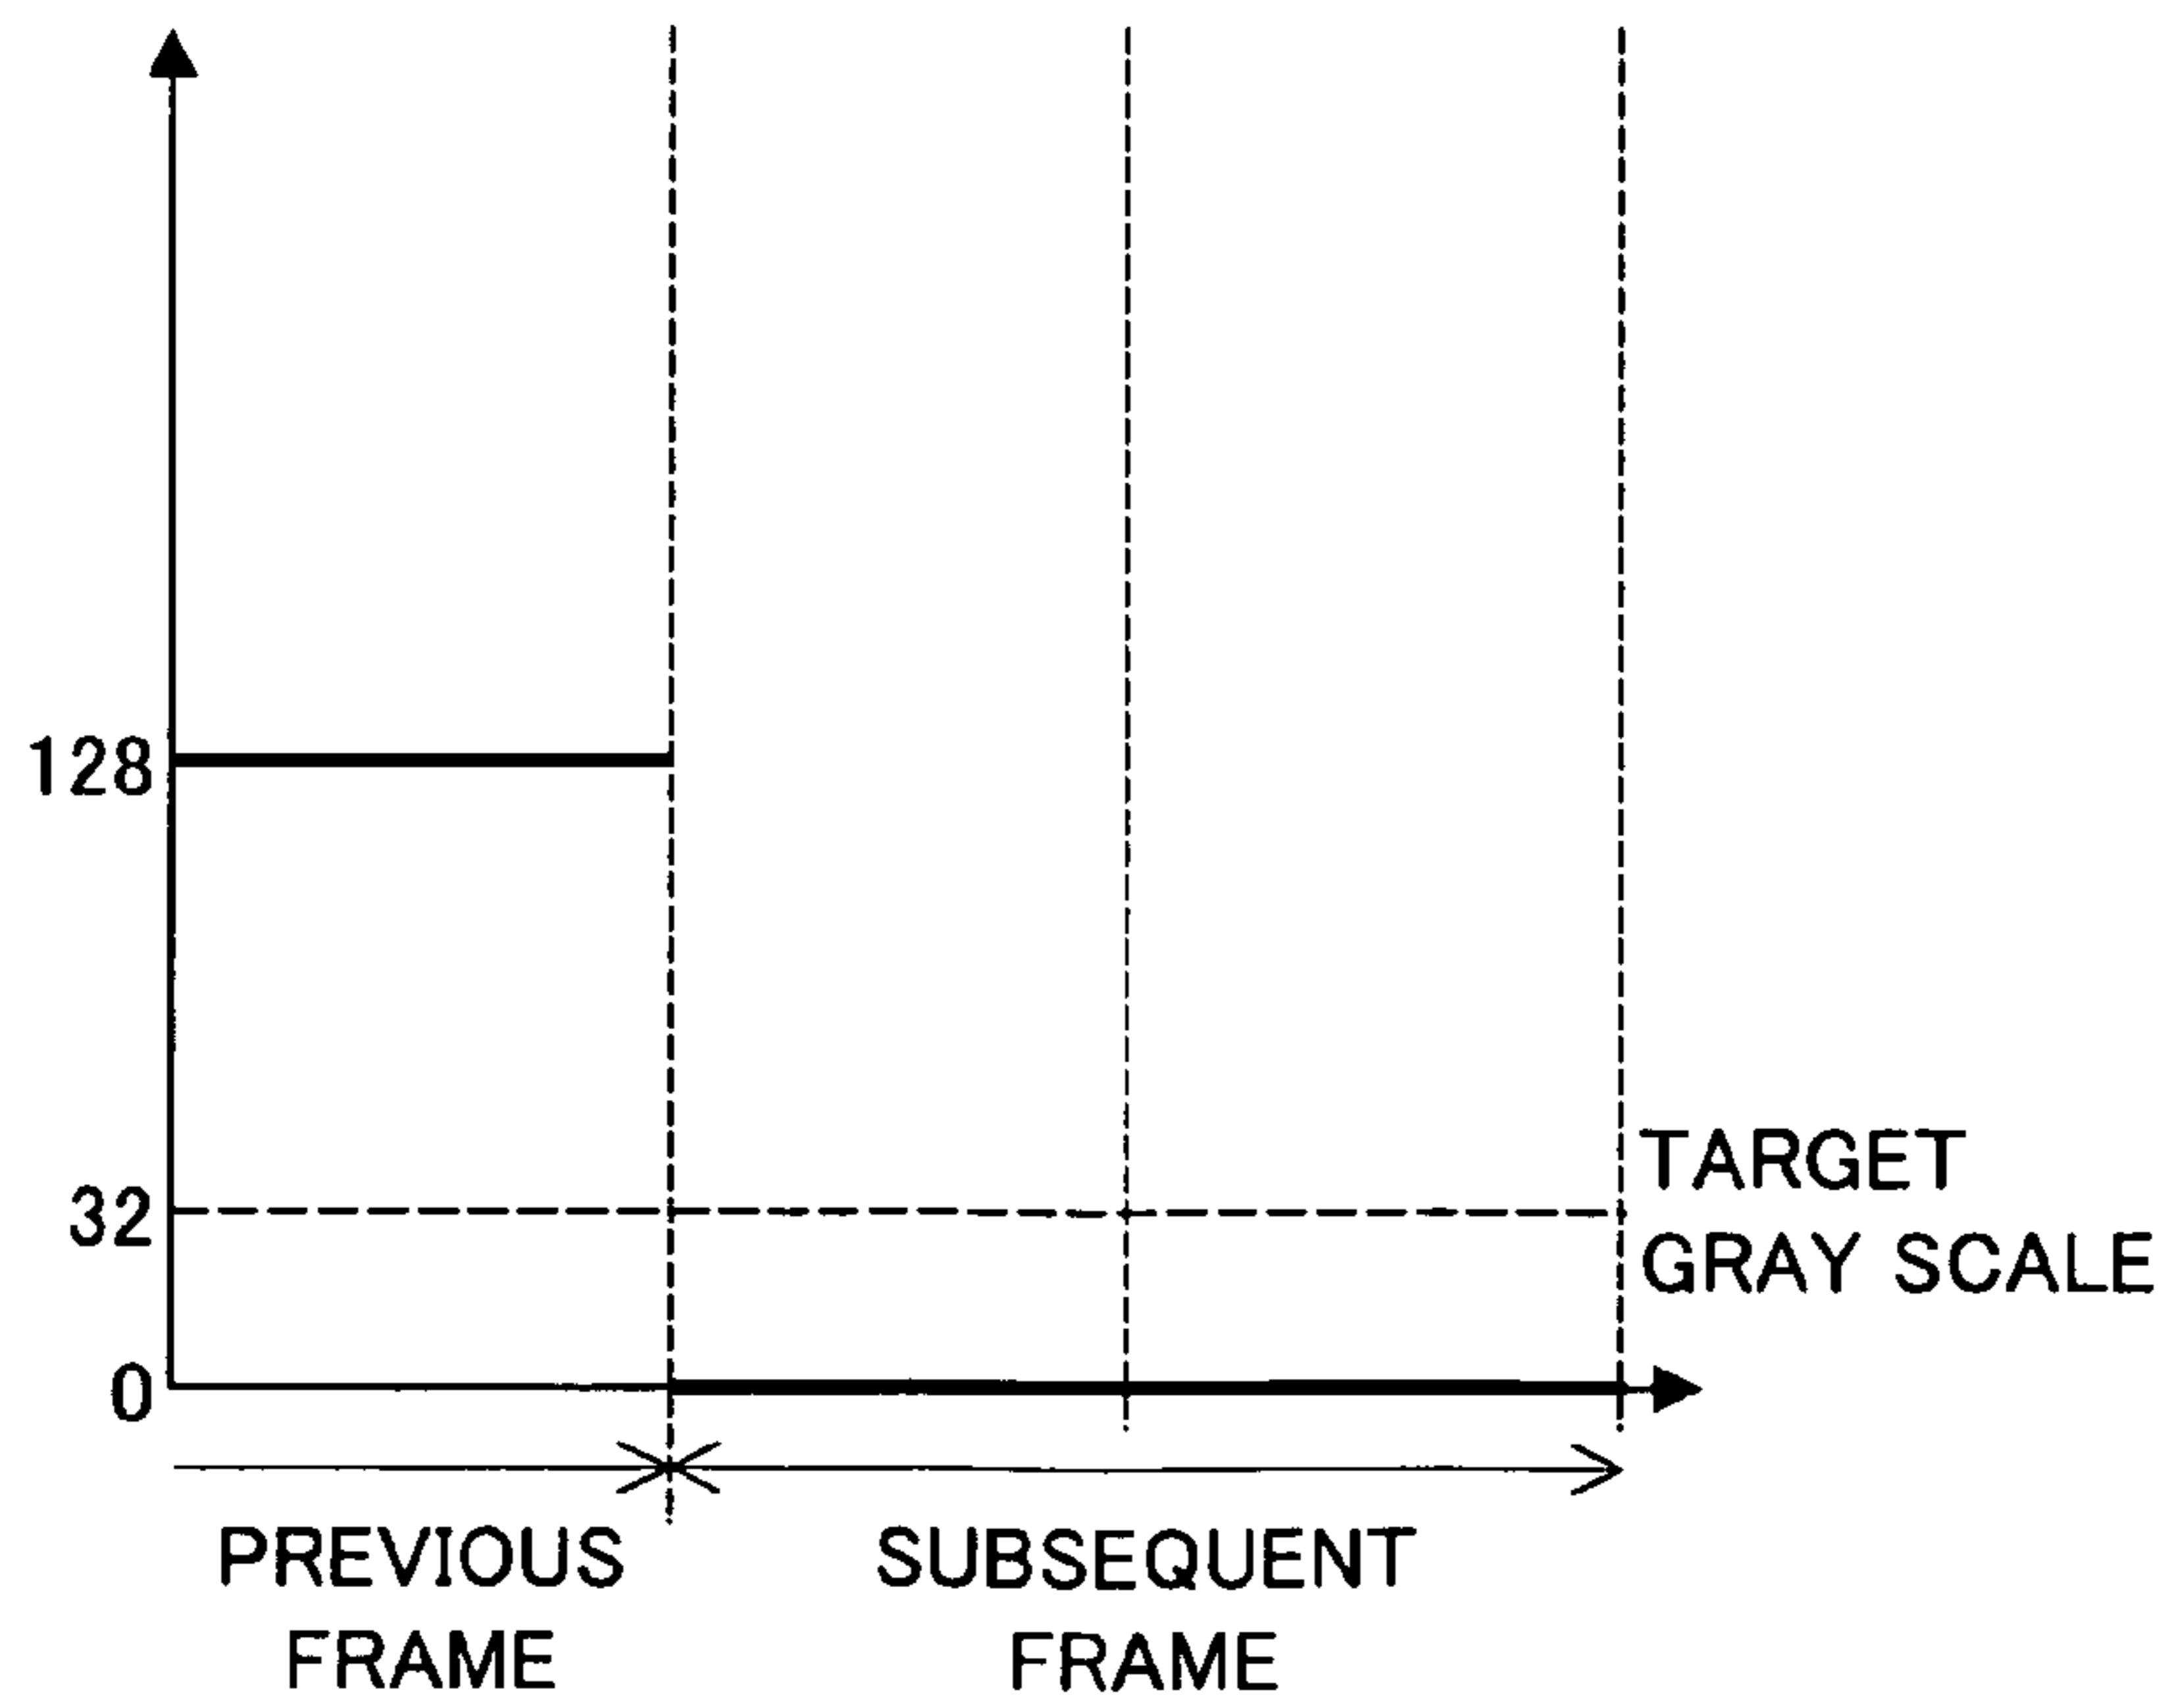 128
32
0
TARGET
GRAY SCALE
PREVIOUS
FRAME
SUBSEQUENT
FRAME